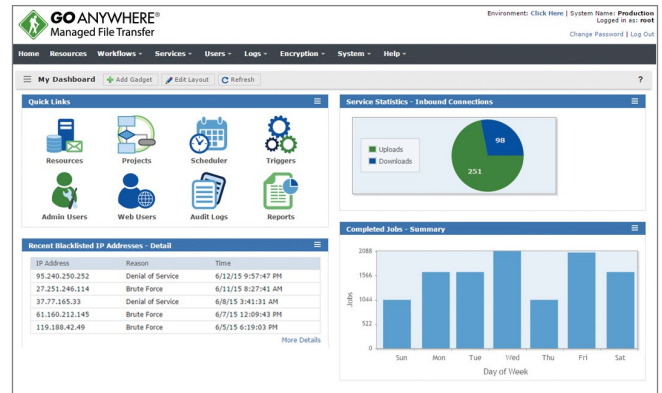 GO ANYWHERE®
Managed File Transfer
Environment: Click Here | System Name: Production
Logged in as: root
Change Password | Log Out
Home Resources Workflows Services Users Logs Encryption System Help
My Dashboard Add Gadget Edit Layout Refresh ?
Quick Links
Resources Projects Scheduler Triggers
Admin Users Web Users Audit Logs Reports
Recent Blacklisted IP Addresses - Detail
IP Address Reason Time
95.240.250.252 Denial of Service 6/12/15 9:57:47 PM
27.251.246.114 Brute Force 6/11/15 8:27:41 AM
37.77.165.33 Denial of Service 6/8/15 3:41:31 AM
61.160.212.145 Brute Force 6/7/15 12:09:43 PM
119.188.42.49 Brute Force 6/5/15 6:19:03 PM
More Details
Service Statistics - Inbound Connections
Uploads
Downloads
98
251
Completed Jobs - Summary
2088
1566
1044
522
0
Jobs
Sun Mon Tue Wed Thu Fri Sat
Day of Week